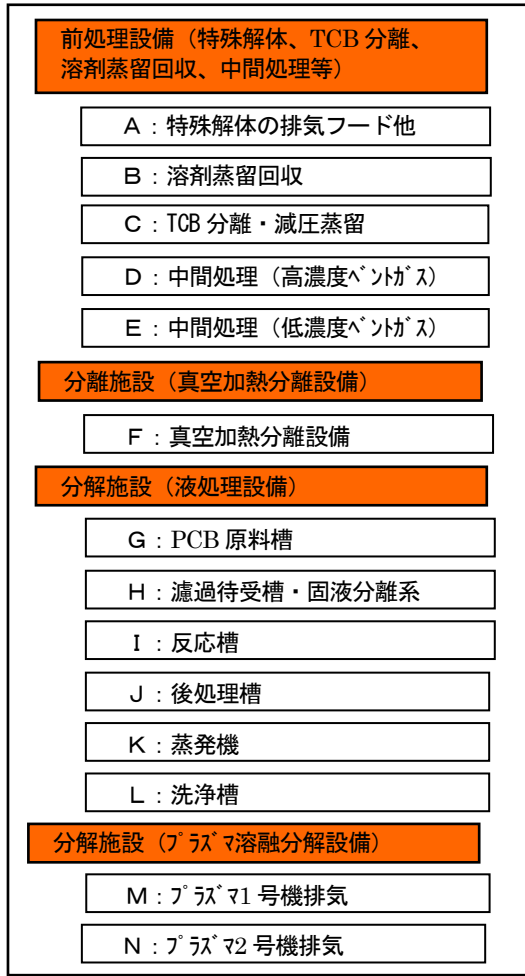 前処理設備（特殊解体、TCB 分離、
溶剤蒸留回収、中間処理等）
Ａ：特殊解体の排気フード他
Ｂ：溶剤蒸留回収
Ｃ：TCB 分離・減圧蒸留
Ｄ：中間処理（高濃度ﾍﾞﾝﾄｶﾞｽ）
Ｅ：中間処理（低濃度ﾍﾞﾝﾄｶﾞｽ）
分離施設（真空加熱分離設備）
Ｆ：真空加熱分離設備
分解施設（液処理設備）
Ｇ：PCB 原料槽
Ｈ：濾過待受槽・固液分離系
Ｉ：反応槽
Ｊ：後処理槽
Ｋ：蒸発機
Ｌ：洗浄槽
分解施設（ﾌﾟﾗｽﾞﾏ溶融分解設備）
Ｍ：ﾌﾟﾗｽﾞﾏ1 号機排気
Ｎ：ﾌﾟﾗｽﾞﾏ2 号機排気